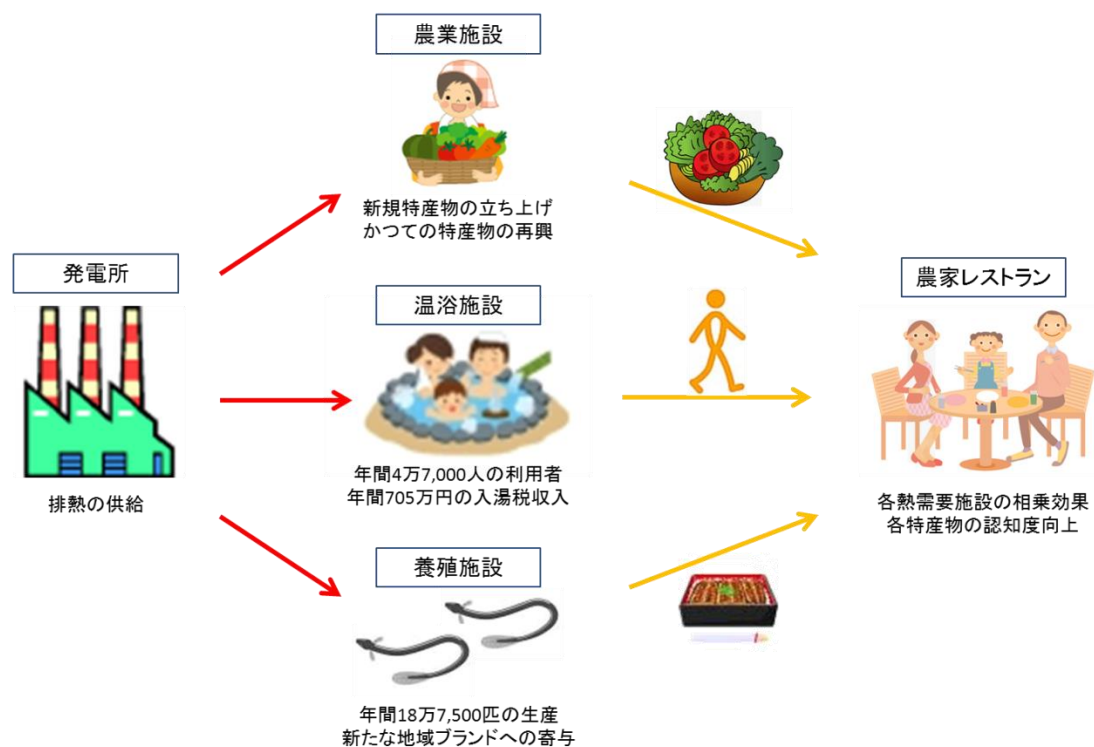 農業施設
新規特産物の立ち上げ
かつての特産物の再興
発電所
排熱の供給
温浴施設
年間4万7,000人の利用者
年間705万円の入湯税収入
養殖施設
年間18万7,500匹の生産
新たな地域ブランドへの寄与
農家レストラン
各熱需要施設の相乗効果
各特産物の認知度向上